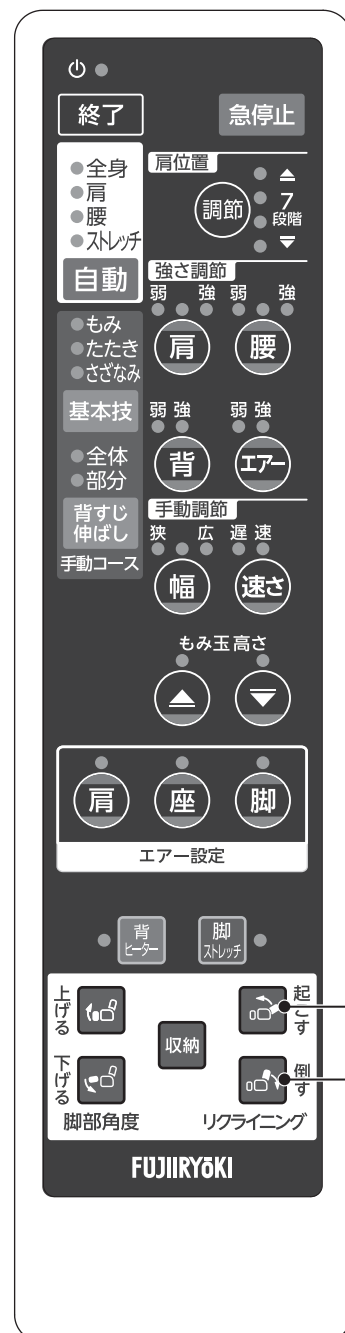 終了 急停止
全身
肩
腰
ストレッチ
自動
肩位置
調節
7
段階
強さ調節
弱 強 弱 強
肩 腰
もみ
たたき
さざなみ
基本技
弱 強 弱 強
背 エアー
全体
部分
背すじ
伸ばし
手動コース
手動調節
狭 広 遅 速
幅 速さ
もみ玉高さ
肩 座 脚
エアー設定
背
ヒーター
脚
ストレッチ
上げる
下げる
脚部角度
収納
起こす
倒す
リクライニング
FUJIIRYōKI